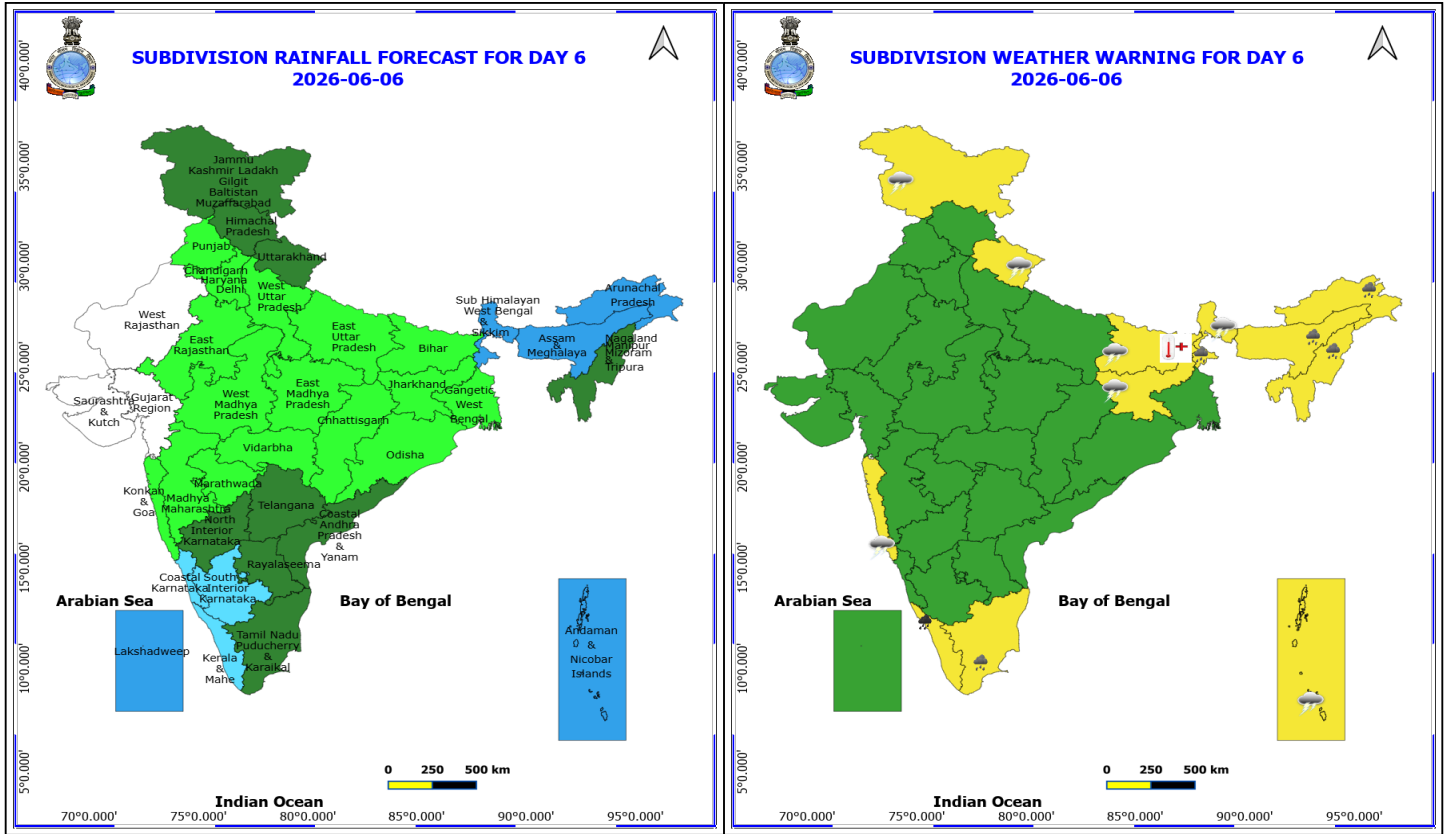 SUBDIVISION RAINFALL FORECAST FOR DAY 6
2026-06-06
40°0.000'
35°0.000'
30°0.000'
25°0.000'
20°0.000'
15°0.000'
10°0.000'
5°0.000'
Jammu
Kashmir Ladakh
Gilgit
Baltistan
Muzaffarabad
Himachal
Pradesh
Punjab
Uttarakhand
Chandigarh
Haryana
Delhi
West
Uttar
Pradesh
West
Rajasthan
East
Rajasthan
East
Uttar
Pradesh
Bihar
Sub Himalayan
West Bengal
&
Sikkim
Arunachal
Pradesh
Assam
&
Meghalaya
Nagaland
Manipur
Mizoram
&
Tripura
Saurashtra
&
Kutch
Gujarat
Region
West
Madhya
Pradesh
East
Madhya
Pradesh
Jharkhand
Gangetic
West
Bengal
Chhattisgarh
Vidarbha
Odisha
Konkan
&
Goa
Madhya
Maharashtra
Marathwada
Telangana
North
Interior
Karnataka
Coastal
Andhra
Pradesh
&
Yanam
Rayalaseema
Coastal
Karnataka
South
Interior
Karnataka
Arabian Sea
Bay of Bengal
Lakshadweep
Kerala
&
Mahe
Tamil Nadu
Puducherry
&
Karaikal
Andaman
&
Nicobar
Islands
0 250 500 km
Indian Ocean
70°0.000' 75°0.000' 80°0.000' 85°0.000' 90°0.000' 95°0.000'
SUBDIVISION WEATHER WARNING FOR DAY 6
2026-06-06
40°0.000'
35°0.000'
30°0.000'
25°0.000'
20°0.000'
15°0.000'
10°0.000'
5°0.000'
Arabian Sea
Bay of Bengal
0 250 500 km
Indian Ocean
70°0.000' 75°0.000' 80°0.000' 85°0.000' 90°0.000' 95°0.000'